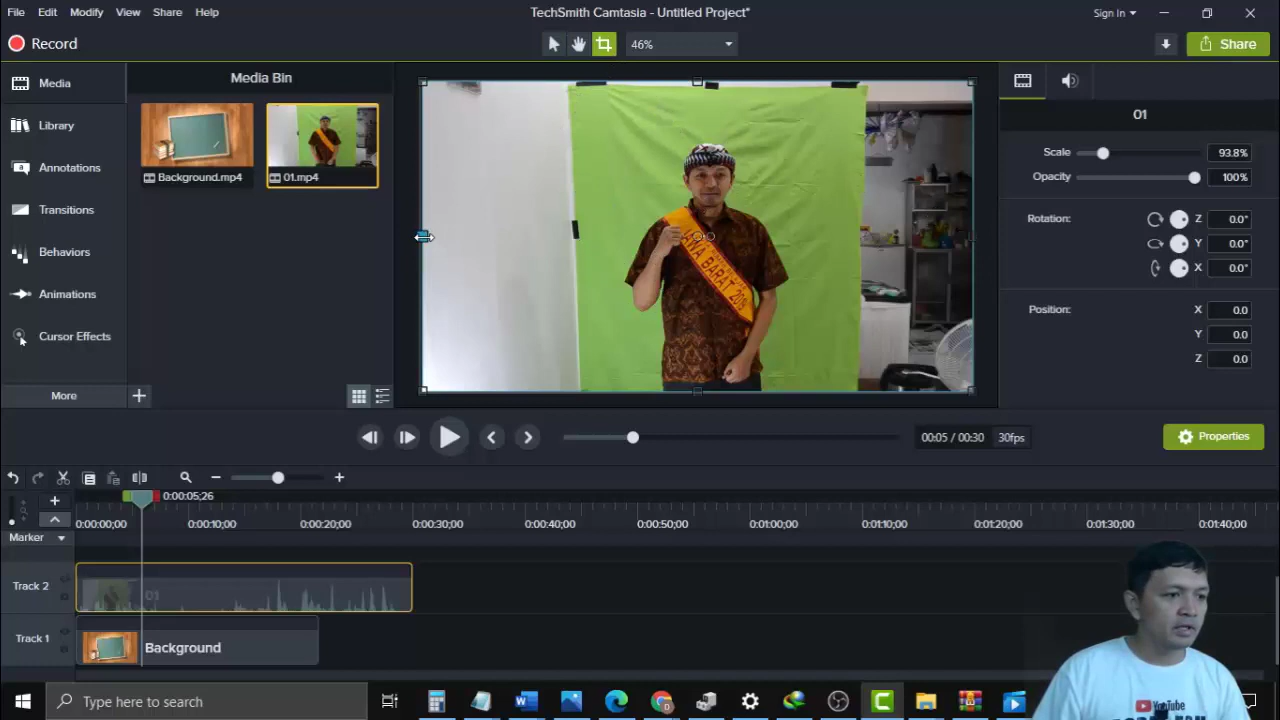 File Edit Modify View Share Help
TechSmith Camtasia - Untitled Project*
Sign In
Record
46%
Share
Media
Library
Annotations
Transitions
Behaviors
Animations
Cursor Effects
More
Media Bin
Background.mp4
01.mp4
JAWA BARAT
01
Scale 93.8%
Opacity 100%
Rotation: Z 0.0°
Y 0.0°
X 0.0°
Position: X 0.0
Y 0.0
Z 0.0
00:05 / 00:30 30fps
Properties
0:00:05;26
0:00:00;00 0:00:10;00 0:00:20;00 0:00:30;00 0:00:40;00 0:00:50;00 0:01:00;00 0:01:10;00 0:01:20;00 0:01:30;00 0:01:40;00
Marker
Track 2
01
Track 1
Background
YouTube
Type here to search